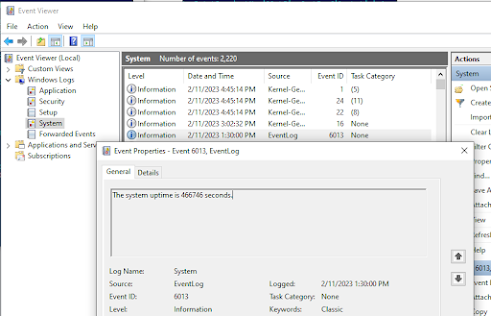 Event Viewer
File Action View Help
Event Viewer (Local)
Custom Views
Windows Logs
Application
Security
Setup
System
Forwarded Events
Applications and Serv
Subscriptions
System Number of events: 2,220
Level Date and Time Source Event ID Task Category
Information 2/11/2023 4:45:14 PM Kernel-Ge... 1 (5)
Information 2/11/2023 4:45:14 PM Kernel-Ge... 24 (11)
Information 2/11/2023 4:45:14 PM Kernel-Ge... 22 (8)
Information 2/11/2023 3:02:32 PM Kernel-Ge... 16 None
Information 2/11/2023 1:30:00 PM EventLog 6013 None
Event Properties - Event 6013, EventLog
General Details
The system uptime is 466746 seconds.
Log Name: System
Source: EventLog Logged: 2/11/2023 1:30:00 PM
Event ID: 6013 Task Category: None
Level: Information Keywords: Classic
Actions
System
Open S
Create
Impor
Clear L
ilter C
rope
ind...
ave A
ttach
iew
efres
elp
6013,
vent
ttach
opy